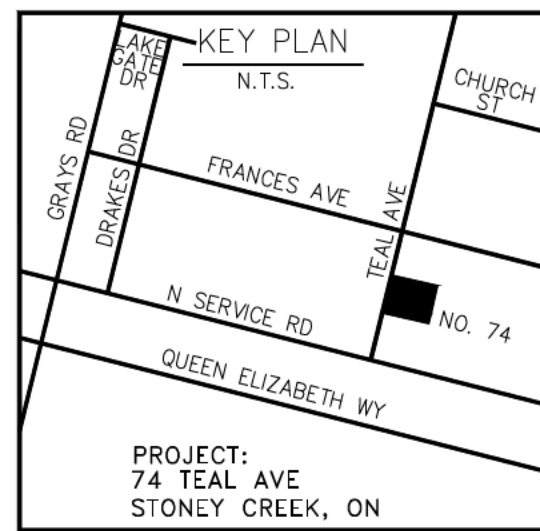 KEY PLAN
N.T.S.
LAKE
GATE
DR
CHURCH
ST
GRAYS RD
DRAKES DR
FRANCES AVE
TEAL AVE
N SERVICE RD
NO. 74
QUEEN ELIZABETH WY
PROJECT:
74 TEAL AVE
STONEY CREEK, ON